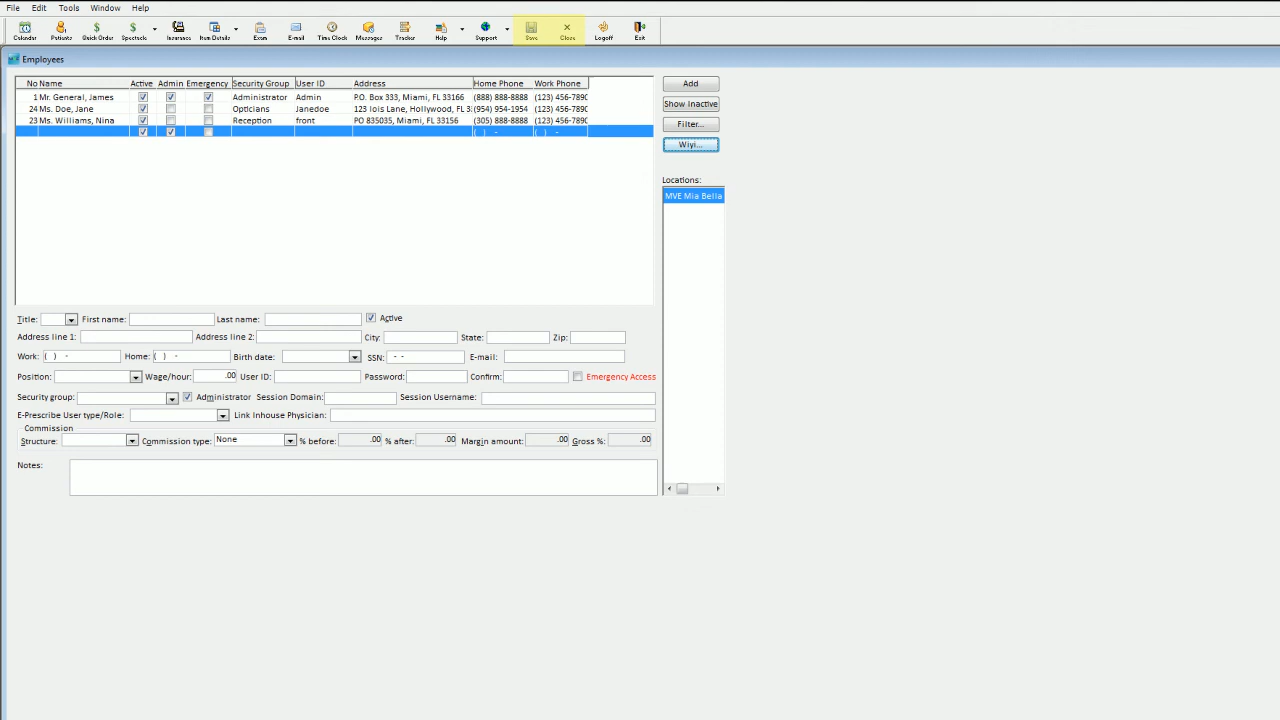 File Edit Tools Window Help
Calendar Patients Quick Order Spectacle Insurance Item Details Exam E-mail Time Clock Messages Tracker Help Support Save Close Logoff Exit
Employees
No Name Active Admin Emergency Security Group User ID Address Home Phone Work Phone
1 Mr. General, James Administrator Admin P.O. Box 333, Miami, FL 33166 (888) 888-8888 (123) 456-7890
24 Ms. Doe, Jane Opticians Janedoe 123 Iois Lane, Hollywood, FL 3: (954) 954-1954 (123) 456-7890
23 Ms. Williams, Nina Reception front PO 835035, Miami, FL 33156 (305) 888-8888 (123) 456-7890
( ) - ( ) -
Add
Show Inactive
Filter...
Wiyi...
Locations:
MVE Mia Bella
Title: First name: Last name: Active
Address line 1: Address line 2: City: State: Zip:
Work: ( ) - Home: ( ) - Birth date: SSN: - - E-mail:
Position: Wage/hour: .00 User ID: Password: Confirm: Emergency Access
Security group: Administrator Session Domain: Session Username:
E-Prescribe User type/Role: Link Inhouse Physician:
Commission
Structure: Commission type: None % before: .00 % after: .00 Margin amount: .00 Gross %: .00
Notes: